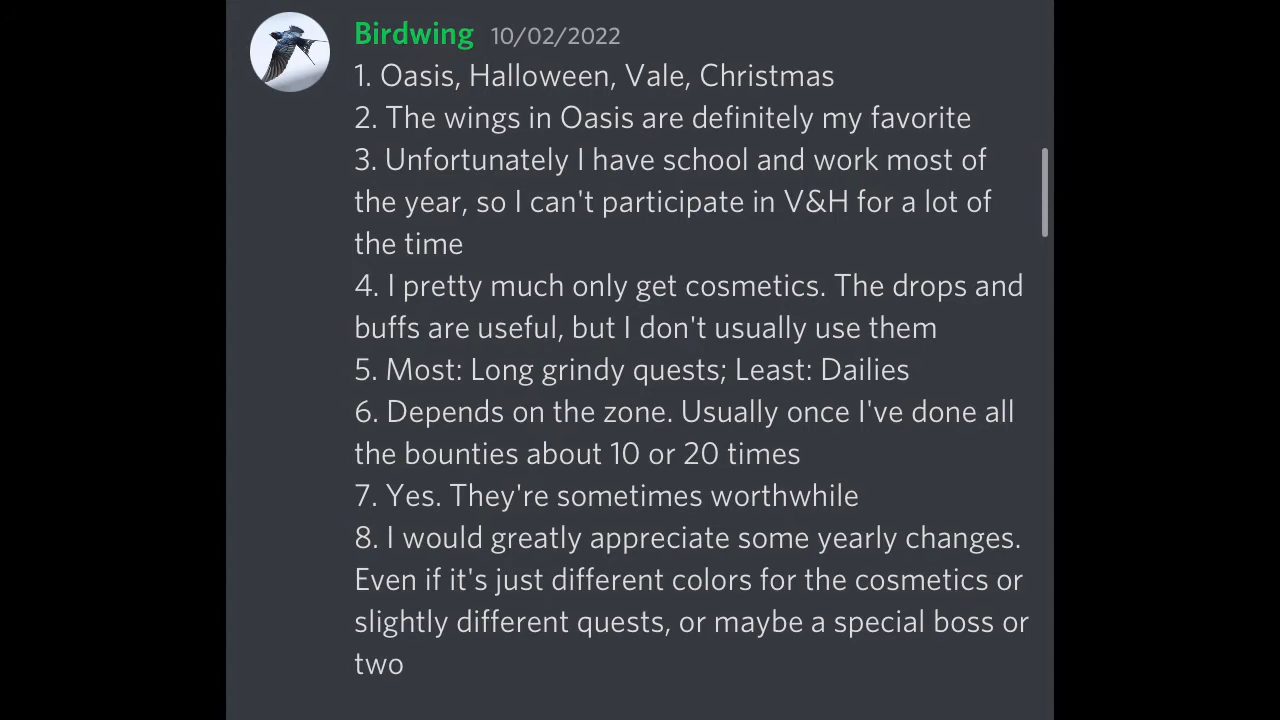 Birdwing 10/02/2022
1. Oasis, Halloween, Vale, Christmas
2. The wings in Oasis are definitely my favorite
3. Unfortunately I have school and work most of
the year, so I can't participate in V&H for a lot of
the time
4. I pretty much only get cosmetics. The drops and
buffs are useful, but I don't usually use them
5. Most: Long grindy quests; Least: Dailies
6. Depends on the zone. Usually once I've done all
the bounties about 10 or 20 times
7. Yes. They're sometimes worthwhile
8. I would greatly appreciate some yearly changes.
Even if it's just different colors for the cosmetics or
slightly different quests, or maybe a special boss or
two